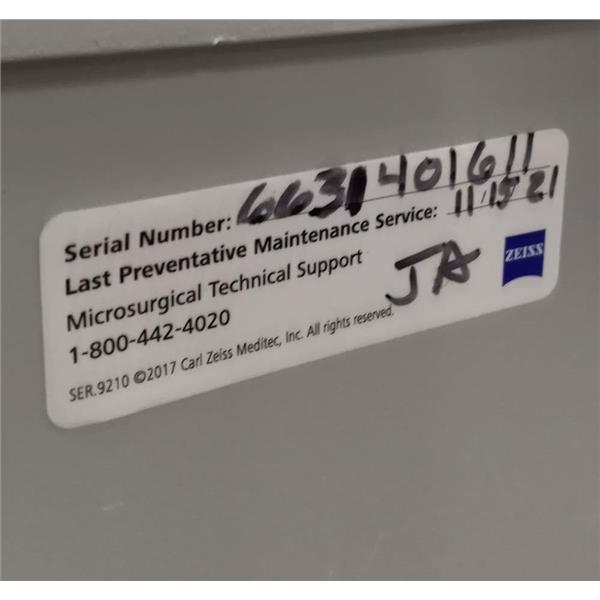 Serial Number: 6631401611
Last Preventative Maintenance Service: 11/15 21
Microsurgical Technical Support
JA
ZEISS
1-800-442-4020
SER.9210 ©2017 Carl Zeiss Meditec, Inc. All rights reserved.